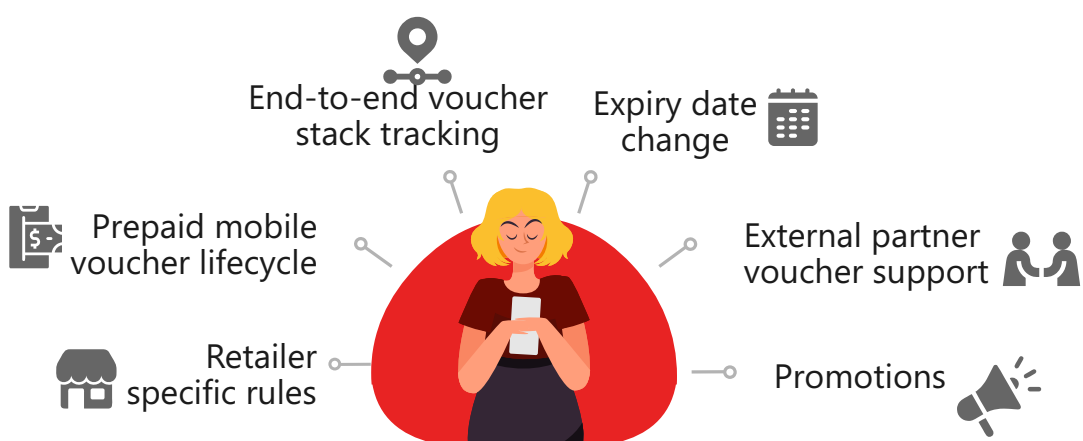 End-to-end voucher
stack tracking
Expiry date
change
Prepaid mobile
voucher lifecycle
External partner
voucher support
Retailer
specific rules
Promotions
$